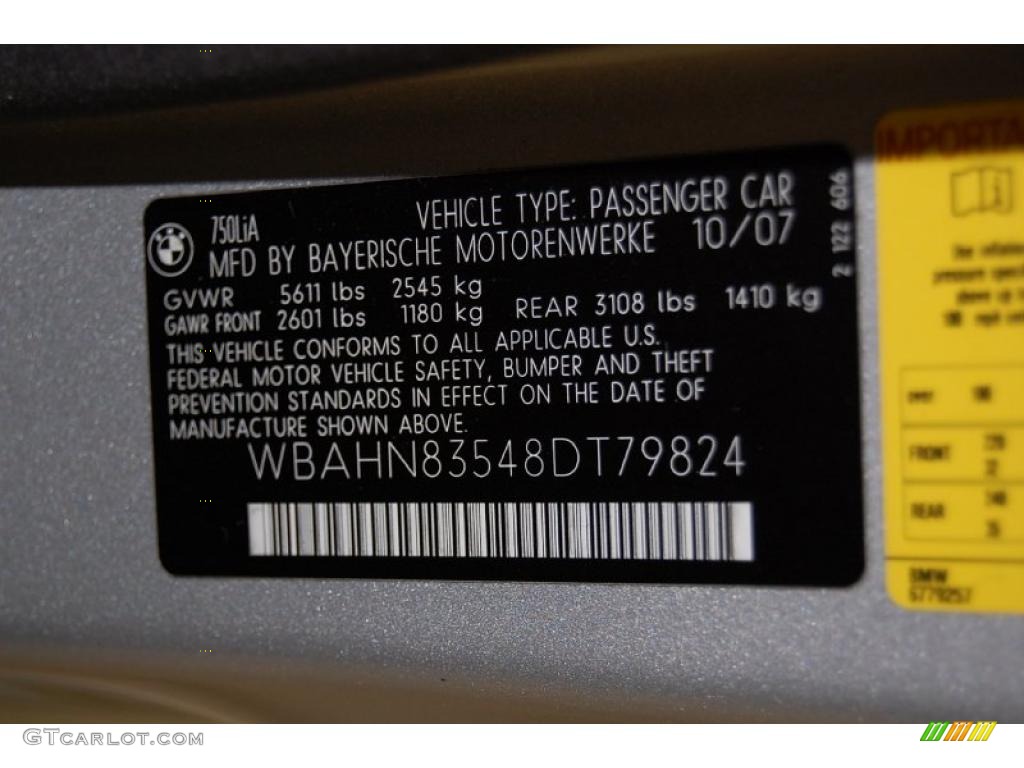 750LiA
VEHICLE TYPE: PASSENGER CAR
MFD BY BAYERISCHE MOTORENWERKE 10/07
GVWR 5611 lbs 2545 kg
GAWR FRONT 2601 lbs 1180 kg REAR 3108 lbs 1410 kg
THIS VEHICLE CONFORMS TO ALL APPLICABLE U.S.
FEDERAL MOTOR VEHICLE SAFETY, BUMPER AND THEFT
PREVENTION STANDARDS IN EFFECT ON THE DATE OF
MANUFACTURE SHOWN ABOVE.
WBAHN83548DT79824
2 122 606
FRONT
REAR
BMW
6779257
GTCARLOT.COM